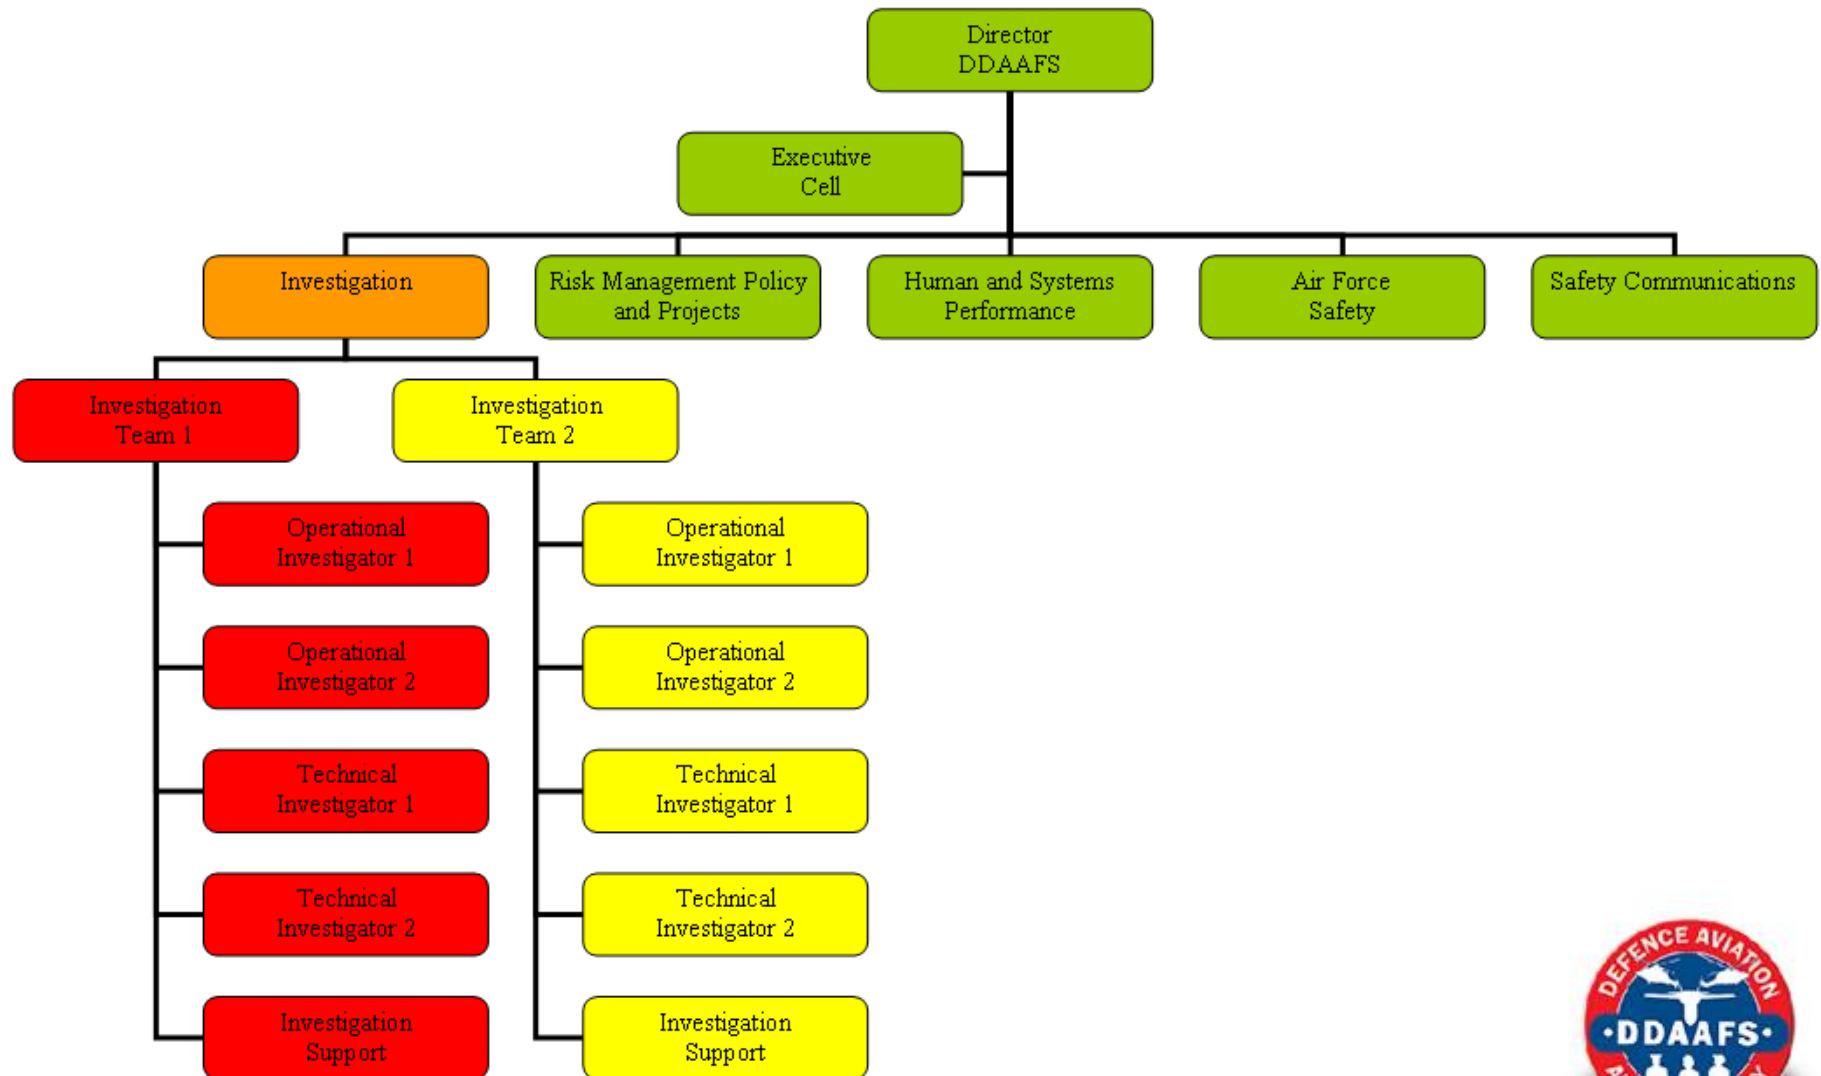 Director
DDAAFS
Executive
Cell
Investigation
Risk Management Policy
and Projects
Human and Systems
Performance
Air Force
Safety
Safety Communications
Investigation
Team 1
Investigation
Team 2
Operational
Investigator 1
Operational
Investigator 1
Operational
Investigator 2
Operational
Investigator 2
Technical
Investigator 1
Technical
Investigator 1
Technical
Investigator 2
Technical
Investigator 2
Investigation
Support
Investigation
Support
DEFENCE AVIATION
·DDAAFS·